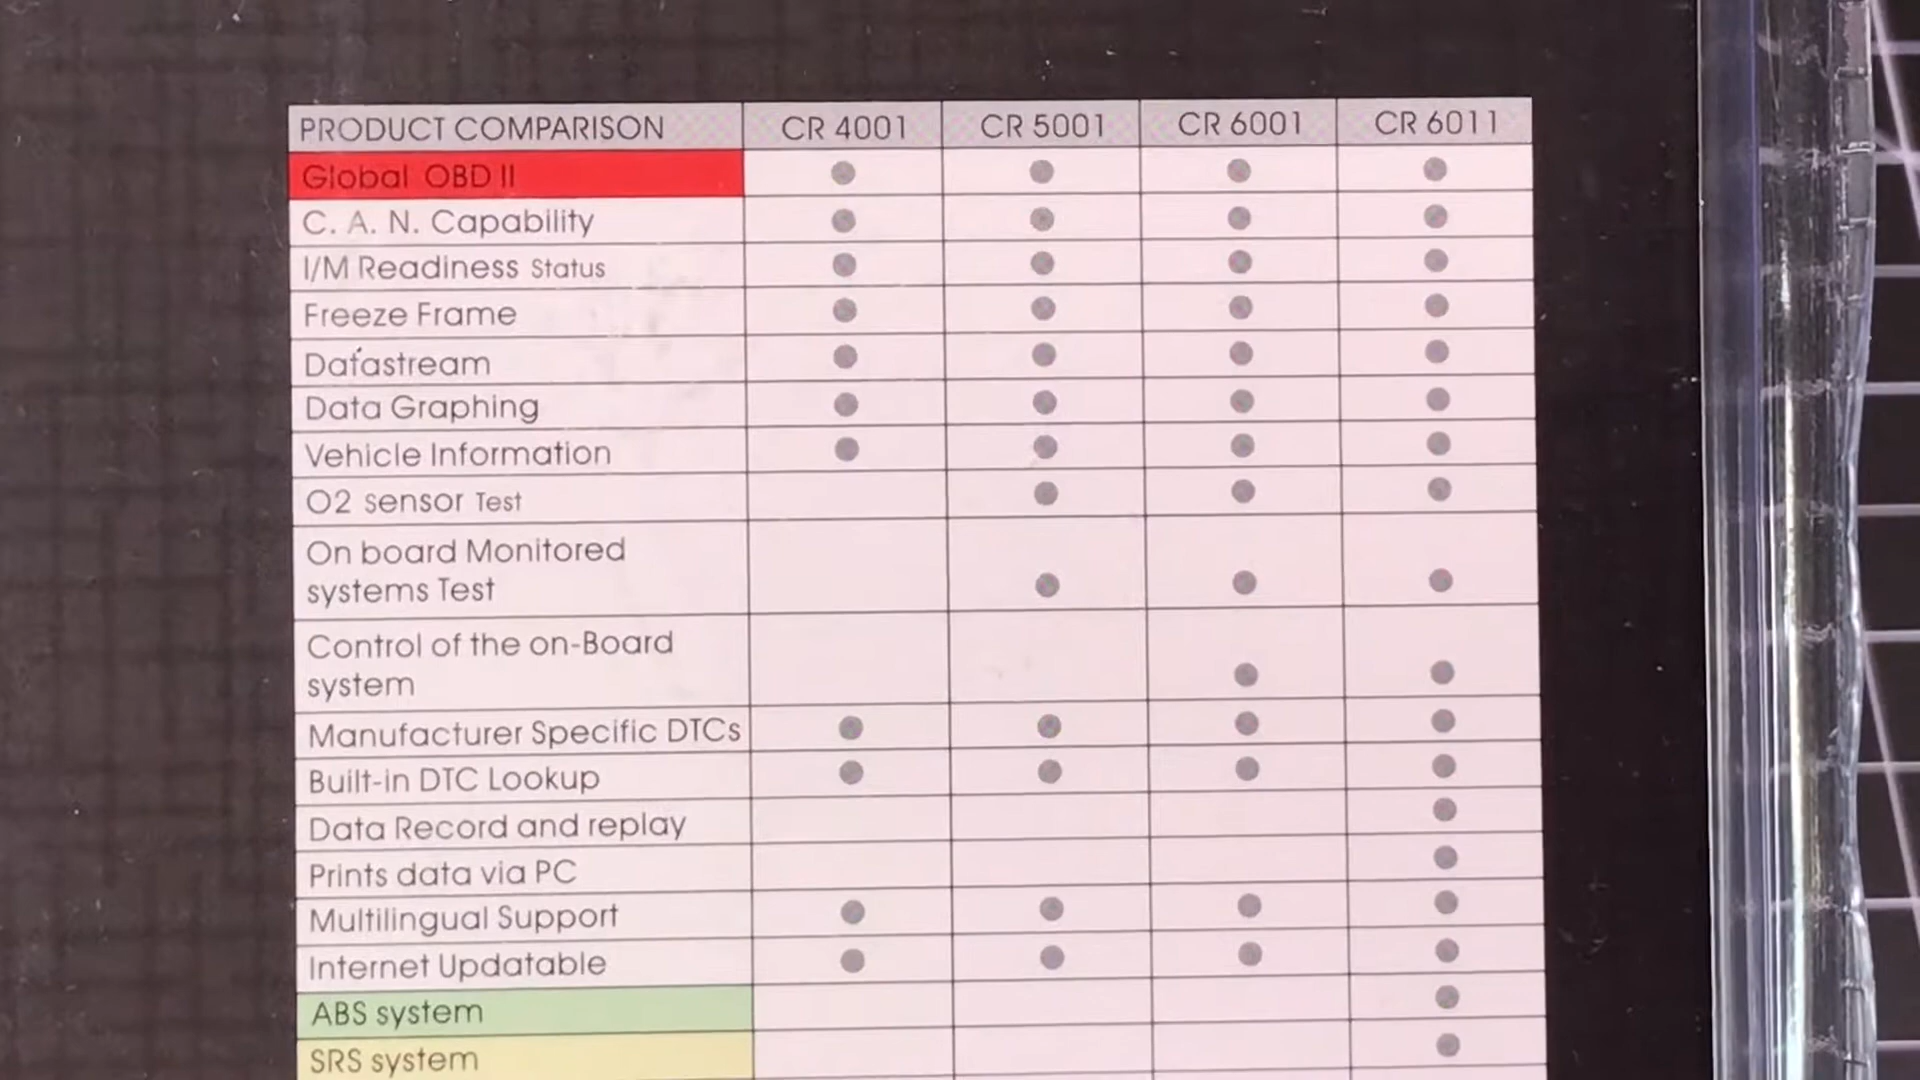 PRODUCT COMPARISON CR 4001 CR 5001 CR 6001 CR 6011
Global OBD II
C. A. N. Capability
I/M Readiness Status
Freeze Frame
Datastream
Data Graphing
Vehicle Information
O2 sensor Test
On board Monitored
systems Test
Control of the on-Board
system
Manufacturer Specific DTCs
Built-in DTC Lookup
Data Record and replay
Prints data via PC
Multilingual Support
Internet Updatable
ABS system
SRS system